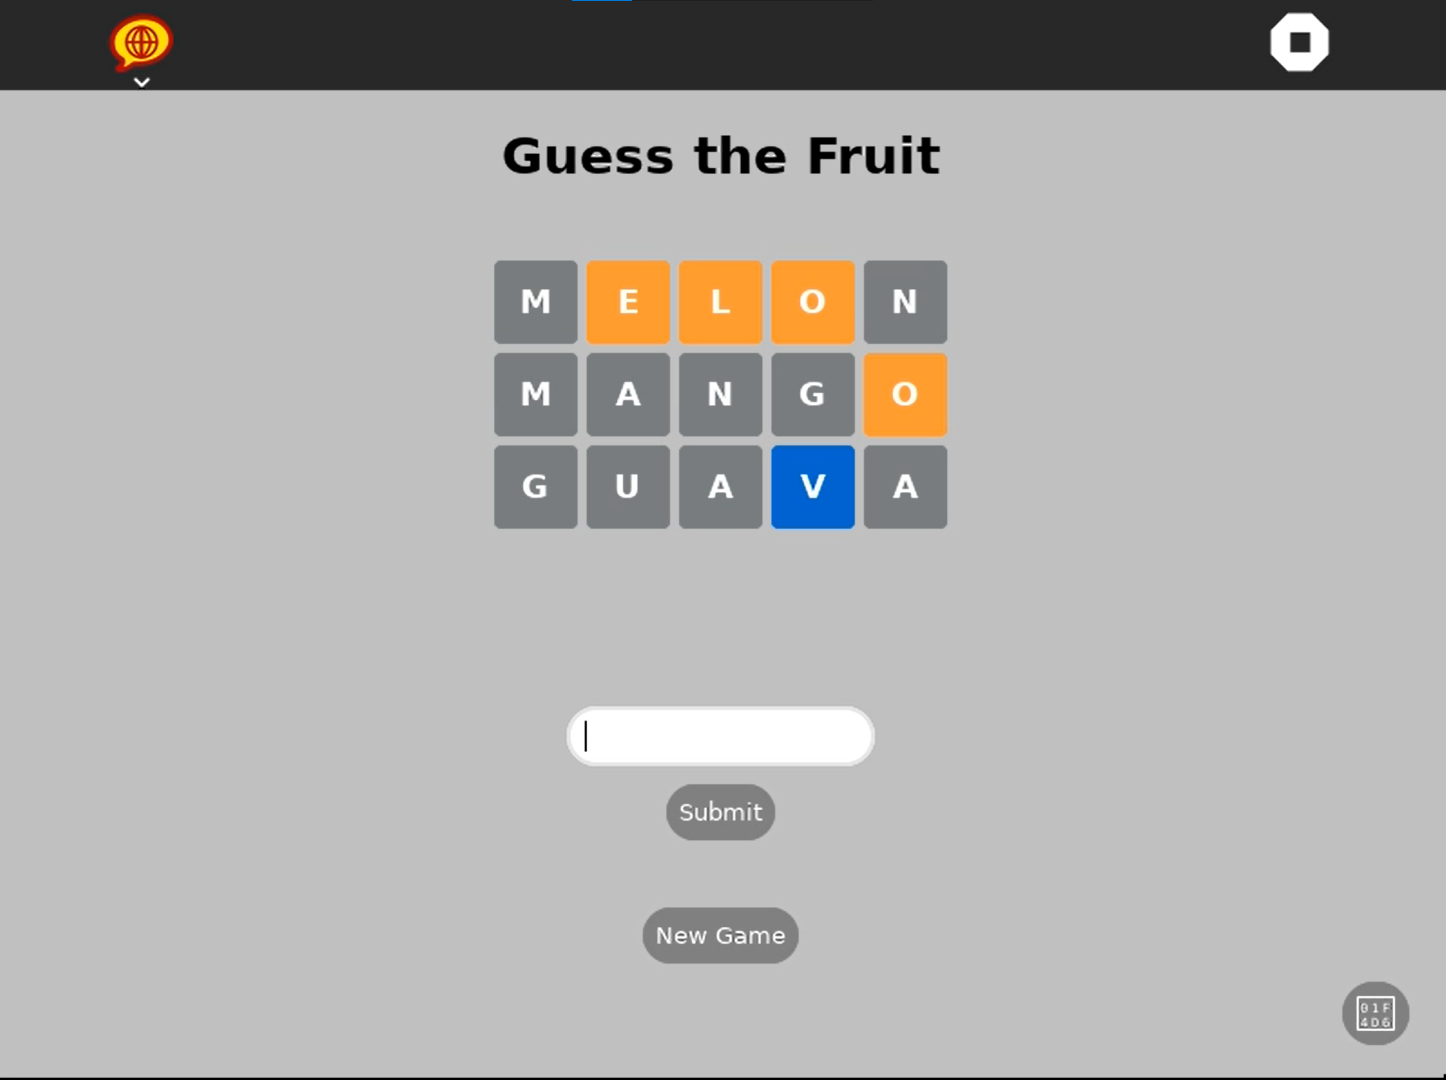 Guess the Fruit
M E L O N
M A N G O
G U A V A
Submit
New Game
01F
4D6